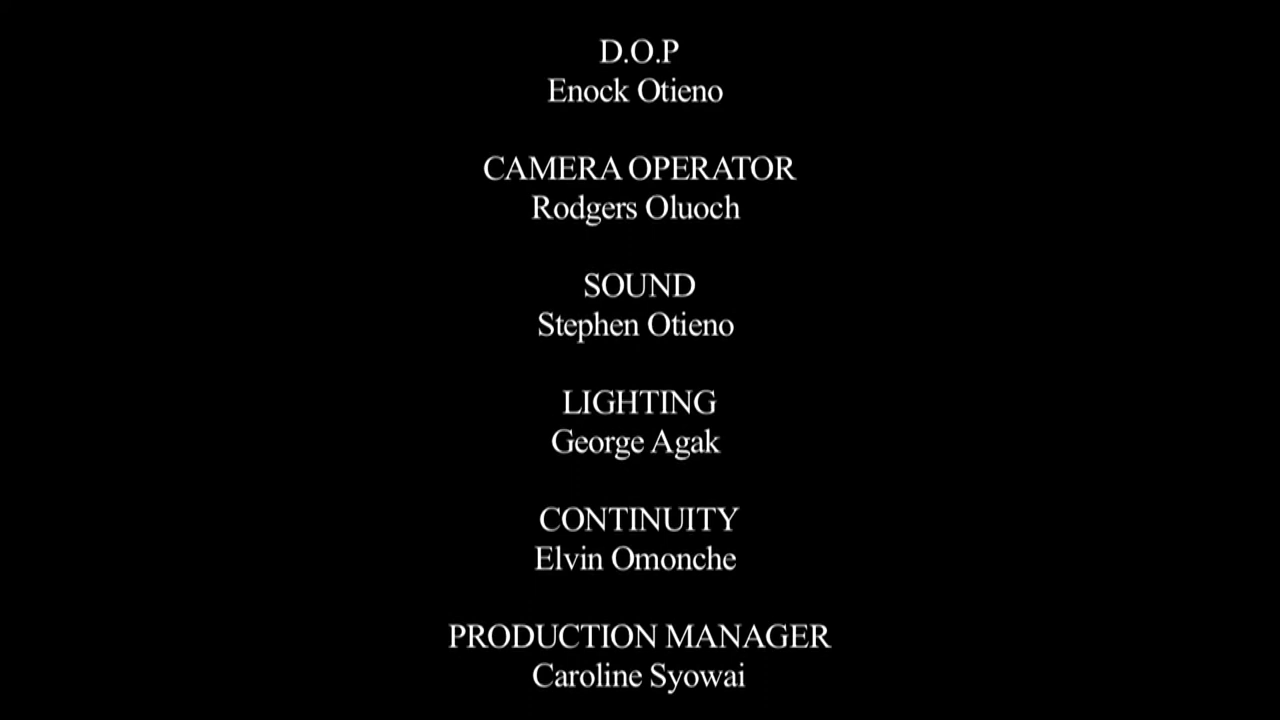 D.O.P
Enock Otieno
CAMERA OPERATOR
Rodgers Oluoch
SOUND
Stephen Otieno
LIGHTING
George Agak
CONTINUITY
Elvin Omonche
PRODUCTION MANAGER
Caroline Syowai